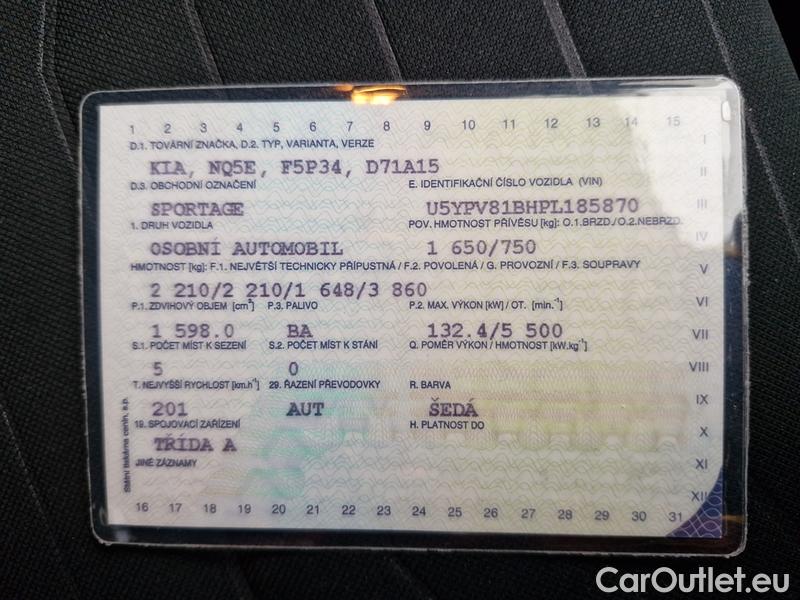 1 2 3 4 5 6 7 8 9 10 11 12 13 14 15
I
D.1. TOVÁRNÍ ZNAČKA, D.2. TYP, VARIANTA, VERZE
KIA, NQ5E, F5P34, D71A15
II
D.3. OBCHODNÍ OZNAČENÍ E. IDENTIFIKAČNÍ ČÍSLO VOZIDLA (VIN)
SPORTAGE U5YPV81BHPL185870
III
1. DRUH VOZIDLA POV. HMOTNOST PŘÍVĚSU [kg]: O.1.BRZD./O.2.NEBRZD.
IV
OSOBNÍ AUTOMOBIL 1 650/750
HMOTNOST [kg]: F.1. NEJVĚTŠÍ TECHNICKY PŘÍPUSTNÁ / F.2. POVOLENÁ / G. PROVOZNÍ / F.3. SOUPRAVY
V
2 210/2 210/1 648/3 860
P.1. ZDVIHOVÝ OBJEM [cm³] P.3. PALIVO P.2. MAX. VÝKON [kW] / OT. [min.⁻¹]
VI
1 598.0 BA 132.4/5 500
VII
S.1. POČET MÍST K SEZENÍ S.2. POČET MÍST K STÁNÍ Q. POMĚR VÝKON / HMOTNOST [kW.kg⁻¹]
5 0
VIII
T. NEJVYŠŠÍ RYCHLOST [km.h⁻¹] 29. ŘAZENÍ PŘEVODOVKY R. BARVA
201 AUT ŠEDÁ
IX
19. SPOJOVACÍ ZAŘÍZENÍ H. PLATNOST DO
TŘÍDA A
X
JINÉ ZÁZNAMY
XI
XII
16 17 18 19 20 21 22 23 24 25 26 27 28 29 30 31
Státní tiskárna cenin, s.p.
CarOutlet.eu